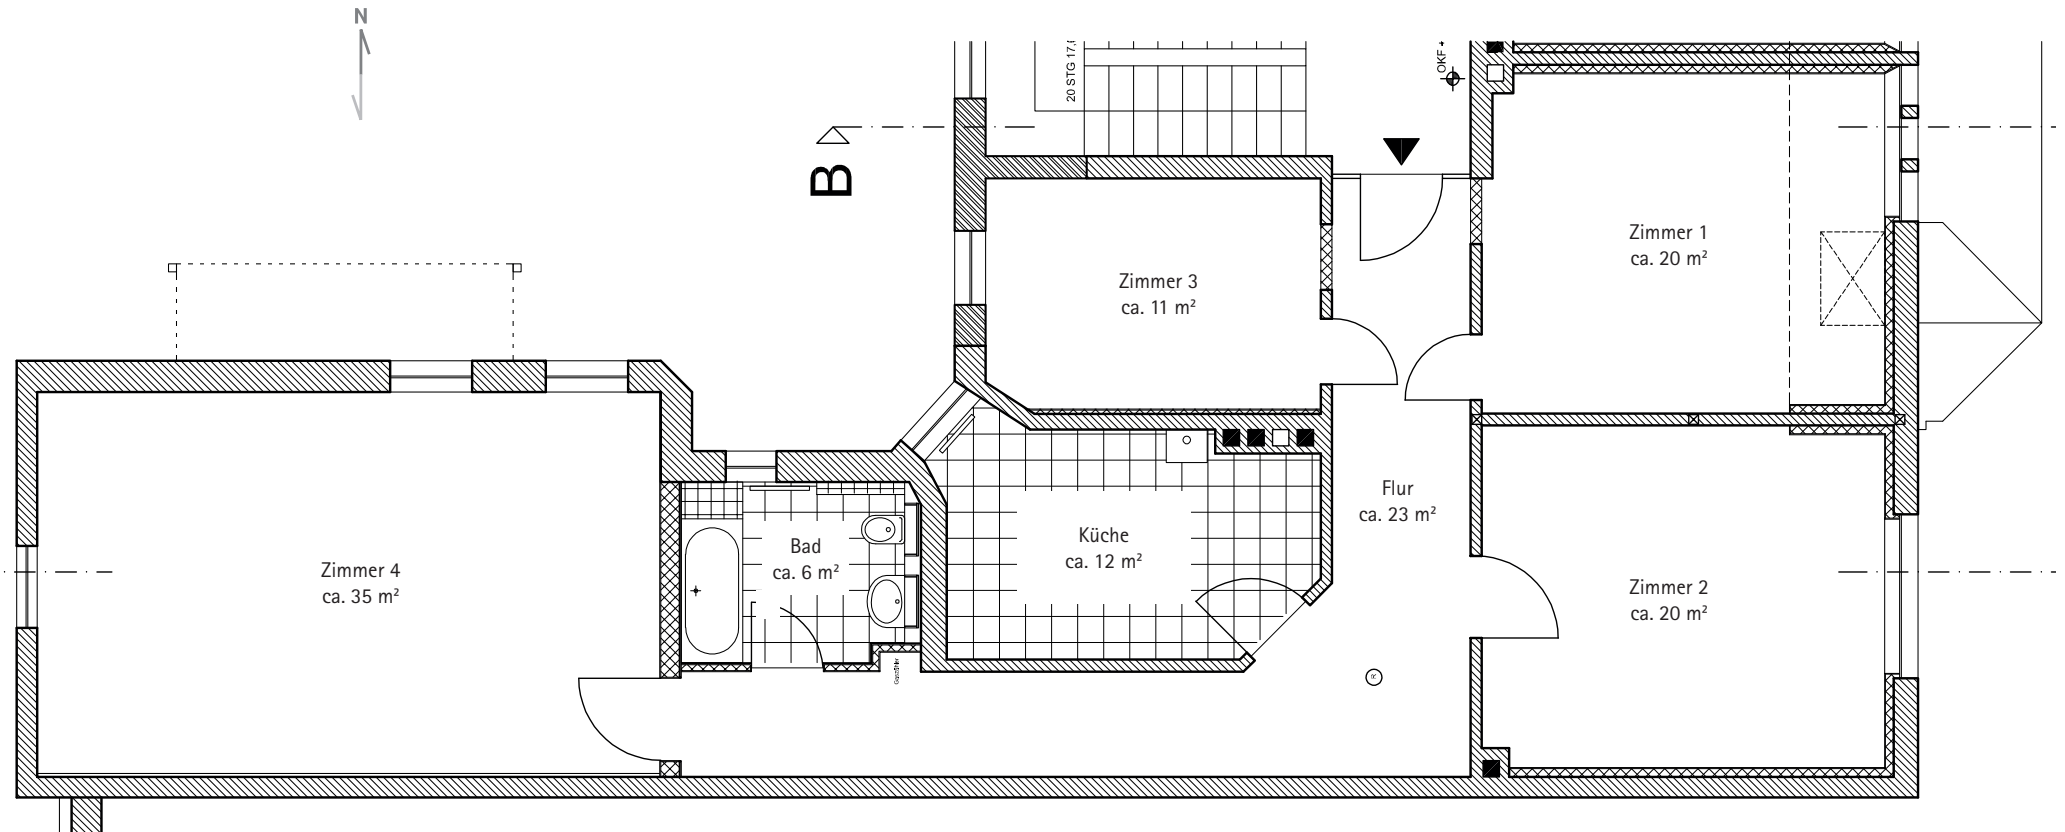 N
20 STG 17,
OKF +
B
Zimmer 1
ca. 20 m²
Zimmer 3
ca. 11 m²
Flur
ca. 23 m²
Küche
ca. 12 m²
Bad
ca. 6 m²
Zimmer 4
ca. 35 m²
Zimmer 2
ca. 20 m²
Gaszähler
R